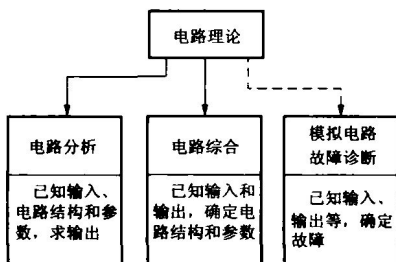 电路理论
电路分析
已知输入、
电路结构和参
数，求输出
电路综合
已知输入和
输出，确定电
路结构和参数
模拟电路
故障诊断
已知输入、
输出等，确定
故障